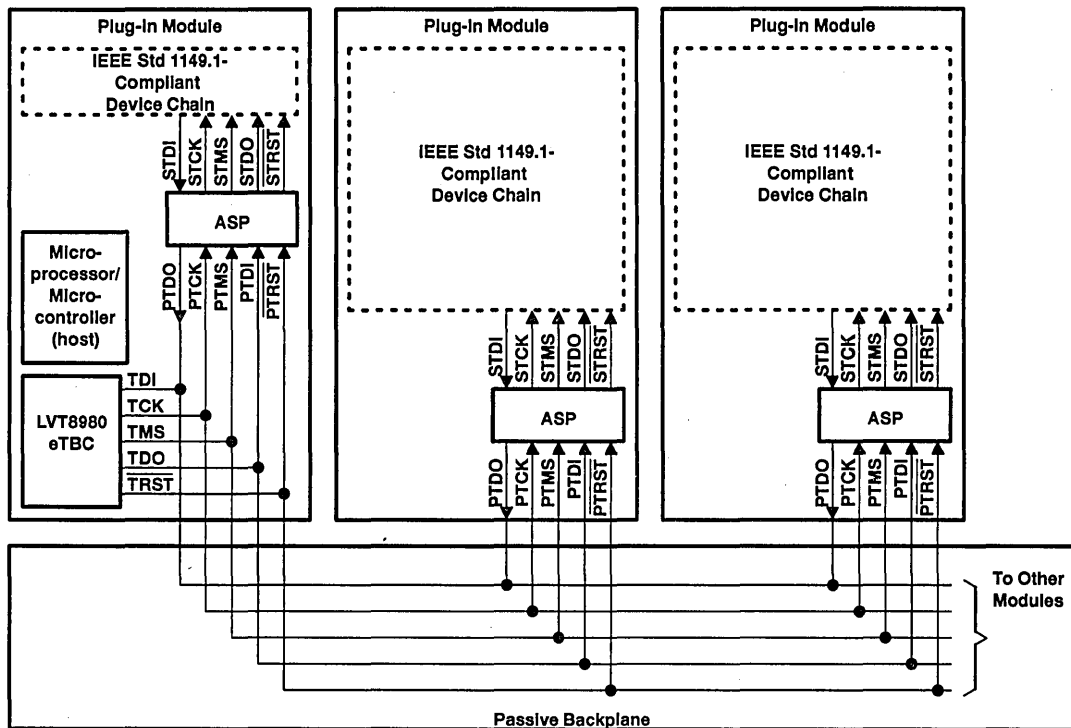 Plug-In Module
IEEE Std 1149.1-
Compliant
Device Chain
STDI
STCK
STMS
STDO
STRST
ASP
PTDO
PTCK
PTMS
PTDI
PTRST
Micro-
processor/
Micro-
controller
(host)
LVT8980
eTBC
TDI
TCK
TMS
TDO
TRST
Plug-In Module
IEEE Std 1149.1-
Compliant
Device Chain
STDI
STCK
STMS
STDO
STRST
ASP
PTDO
PTCK
PTMS
PTDI
PTRST
Plug-In Module
IEEE Std 1149.1-
Compliant
Device Chain
STDI
STCK
STMS
STDO
STRST
ASP
PTDO
PTCK
PTMS
PTDI
PTRST
To Other
Modules
Passive Backplane